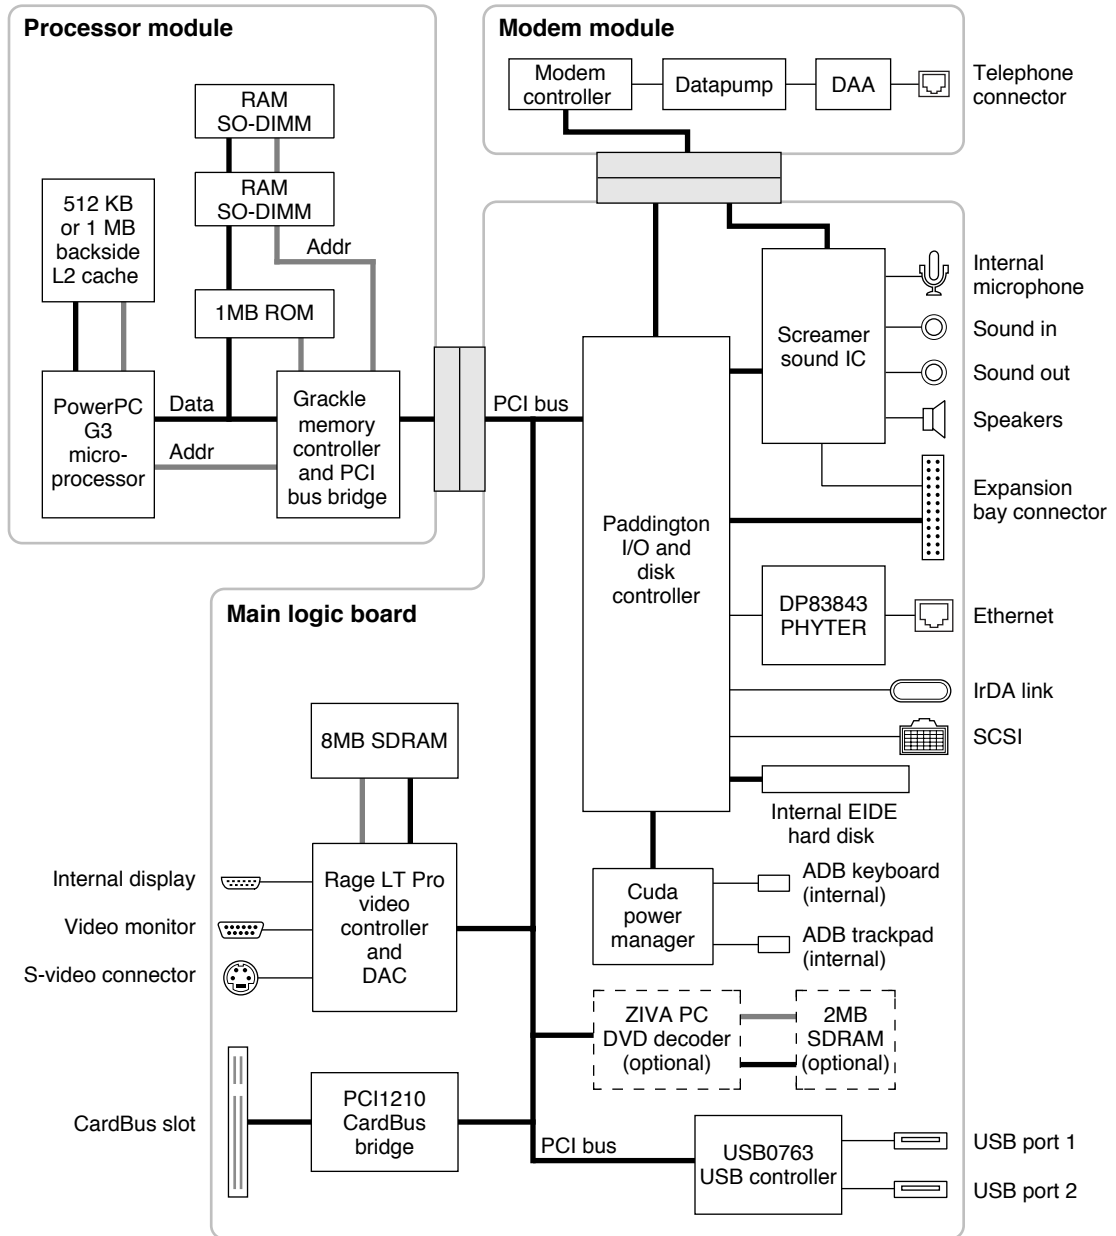 Processor module
RAM
SO-DIMM
RAM
SO-DIMM
512 KB
or 1 MB
backside
L2 cache
Addr
1MB ROM
PowerPC
G3
micro-
processor
Data
Addr
Grackle
memory
controller
and PCI
bus bridge
Modem module
Modem
controller
Datapump
DAA
Telephone
connector
PCI bus
Screamer
sound IC
Internal
microphone
Sound in
Sound out
Speakers
Expansion
bay connector
Paddington
I/O and
disk
controller
DP83843
PHYTER
Ethernet
IrDA link
SCSI
Internal EIDE
hard disk
Main logic board
8MB SDRAM
Internal display
Video monitor
S-video connector
Rage LT Pro
video
controller
and
DAC
Cuda
power
manager
ADB keyboard
(internal)
ADB trackpad
(internal)
ZIVA PC
DVD decoder
(optional)
2MB
SDRAM
(optional)
CardBus slot
PCI1210
CardBus
bridge
PCI bus
USB0763
USB controller
USB port 1
USB port 2